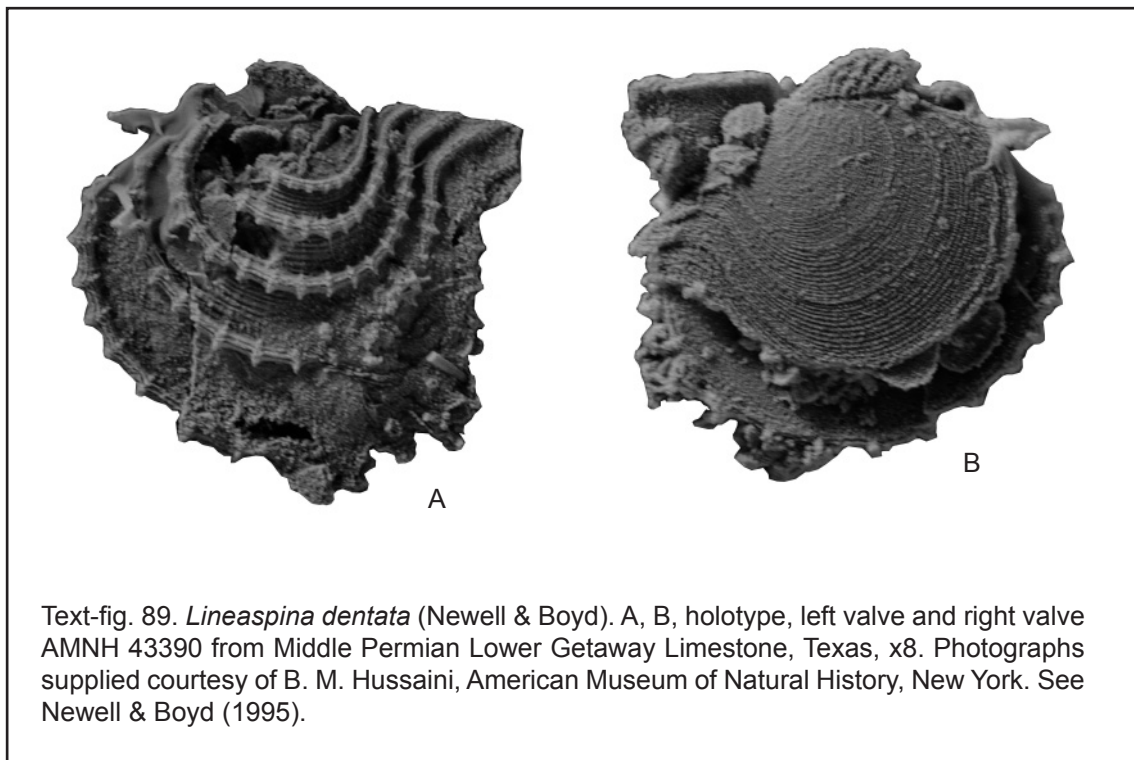 A
B
Text-fig. 89. Lineaspina dentata (Newell & Boyd). A, B, holotype, left valve and right valve
AMNH 43390 from Middle Permian Lower Getaway Limestone, Texas, x8. Photographs
supplied courtesy of B. M. Hussaini, American Museum of Natural History, New York. See
Newell & Boyd (1995).